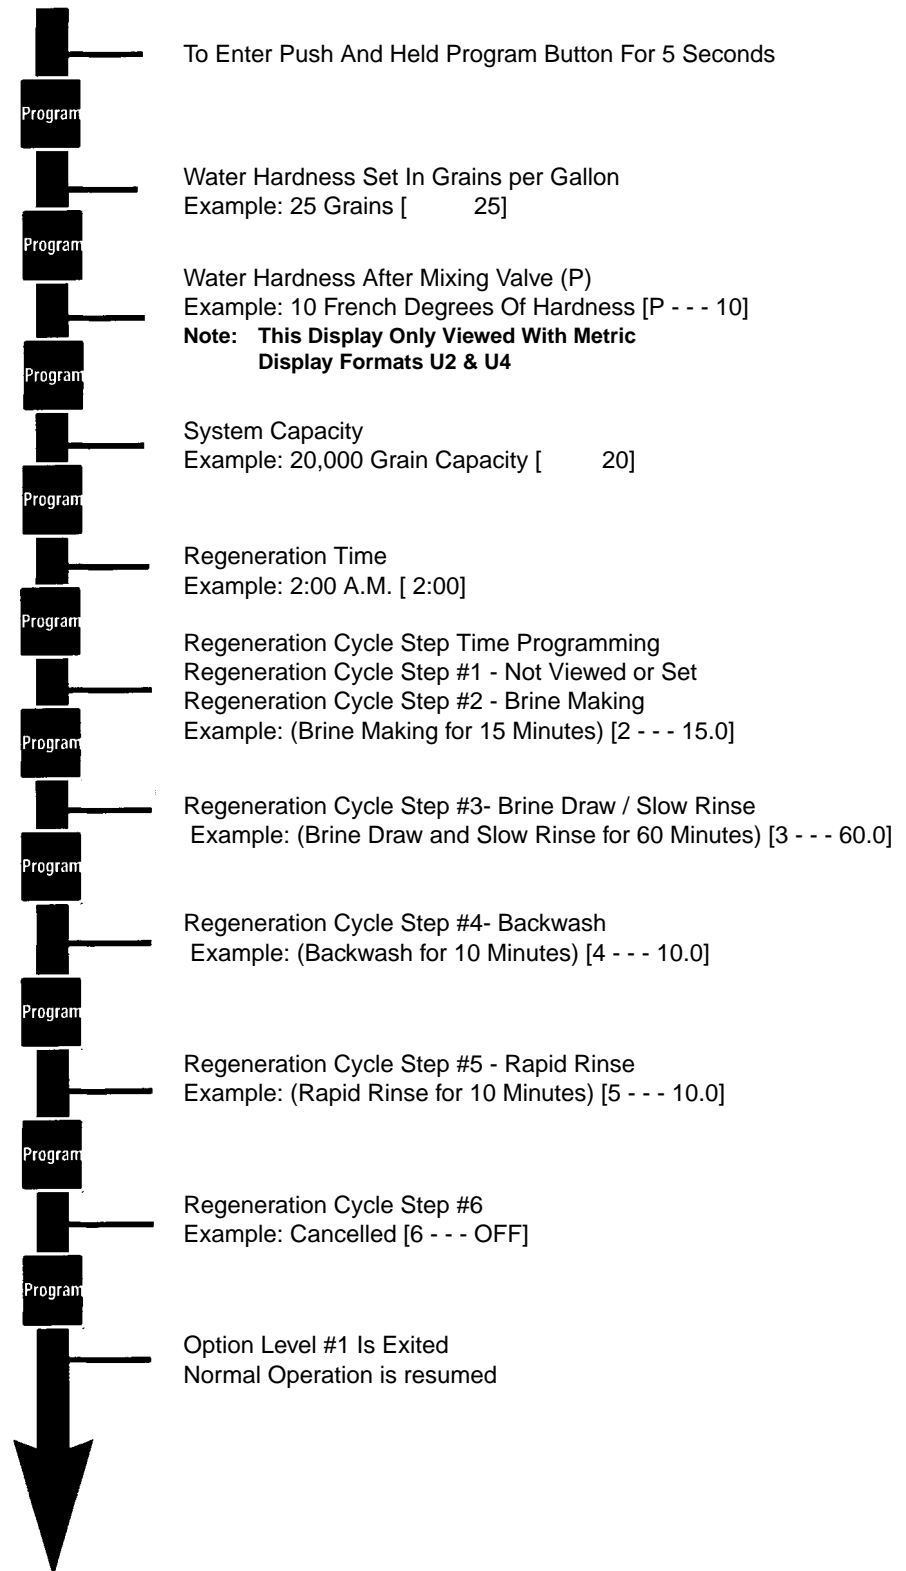 To Enter Push And Held Program Button For 5 Seconds
Program
Water Hardness Set In Grains per Gallon
Example: 25 Grains [ 25]
Program
Water Hardness After Mixing Valve (P)
Example: 10 French Degrees Of Hardness [P - - - 10]
Note: This Display Only Viewed With Metric
Display Formats U2 & U4
Program
System Capacity
Example: 20,000 Grain Capacity [ 20]
Program
Regeneration Time
Example: 2:00 A.M. [ 2:00]
Program
Regeneration Cycle Step Time Programming
Regeneration Cycle Step #1 - Not Viewed or Set
Regeneration Cycle Step #2 - Brine Making
Example: (Brine Making for 15 Minutes) [2 - - - 15.0]
Program
Regeneration Cycle Step #3- Brine Draw / Slow Rinse
Example: (Brine Draw and Slow Rinse for 60 Minutes) [3 - - - 60.0]
Program
Regeneration Cycle Step #4- Backwash
Example: (Backwash for 10 Minutes) [4 - - - 10.0]
Program
Regeneration Cycle Step #5 - Rapid Rinse
Example: (Rapid Rinse for 10 Minutes) [5 - - - 10.0]
Program
Regeneration Cycle Step #6
Example: Cancelled [6 - - - OFF]
Program
Option Level #1 Is Exited
Normal Operation is resumed